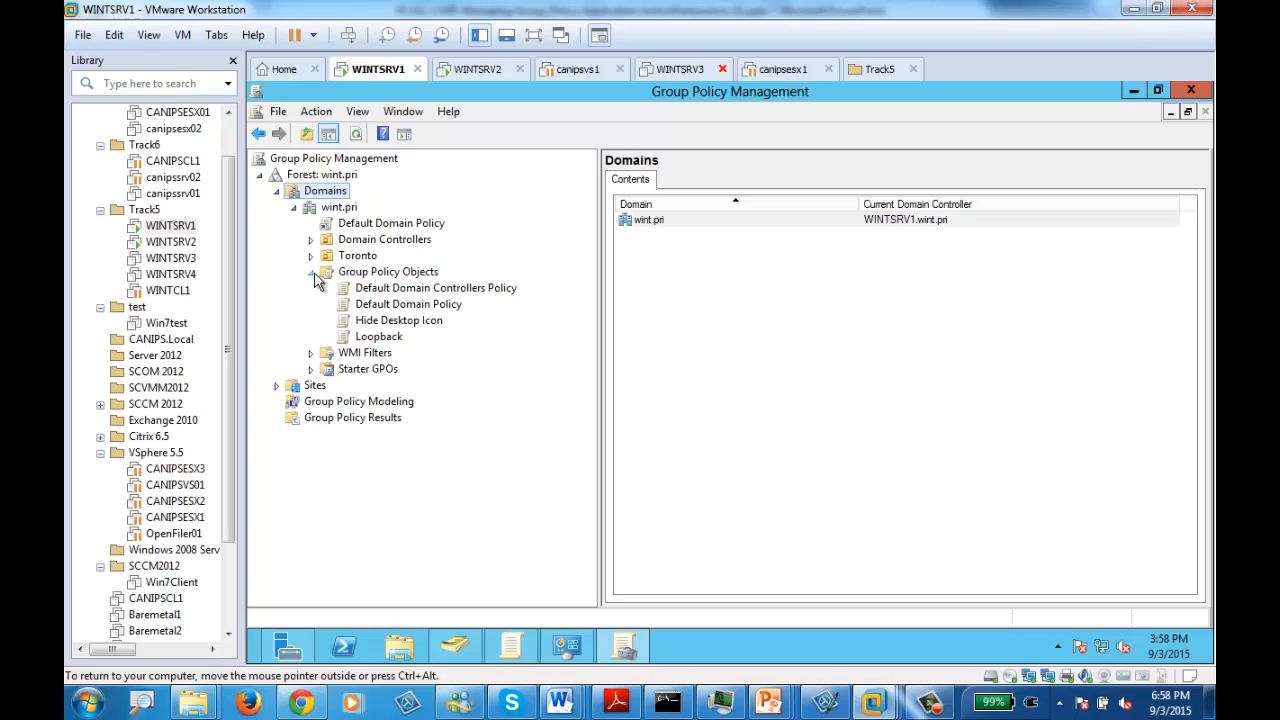 WINTSRV1 - VMware Workstation
File Edit View VM Tabs Help
Library
Type here to search
Home WINTSRV1 WINTSRV2 canipsvs1 WINTSRV3 canipsesx1 Track5
CANIPSESX01
canipsesx02
Track6
CANIPSCL1
canipssrv02
canipssrv01
Track5
WINTSRV1
WINTSRV2
WINTSRV3
WINTSRV4
WINTCL1
test
Win7test
CANIPS.Local
Server 2012
SCOM 2012
SCVMM2012
SCCM 2012
Exchange 2010
Citrix 6.5
VSphere 5.5
CANIPSESX3
CANIPSVS01
CANIPSESX2
CANIPSESX1
OpenFiler01
Windows 2008 Serv
SCCM2012
Win7Client
CANIPSCL1
Baremetal1
Baremetal2
Group Policy Management
File Action View Window Help
Group Policy Management
Forest: wint.pri
Domains
wint.pri
Default Domain Policy
Domain Controllers
Toronto
Group Policy Objects
Default Domain Controllers Policy
Default Domain Policy
Hide Desktop Icon
Loopback
WMI Filters
Starter GPOs
Sites
Group Policy Modeling
Group Policy Results
Domains
Contents
Domain Current Domain Controller
wint.pri WINTSRV1.wint.pri
3:58 PM
9/3/2015
To return to your computer, move the mouse pointer outside or press Ctrl+Alt.
99%
6:58 PM
9/3/2015